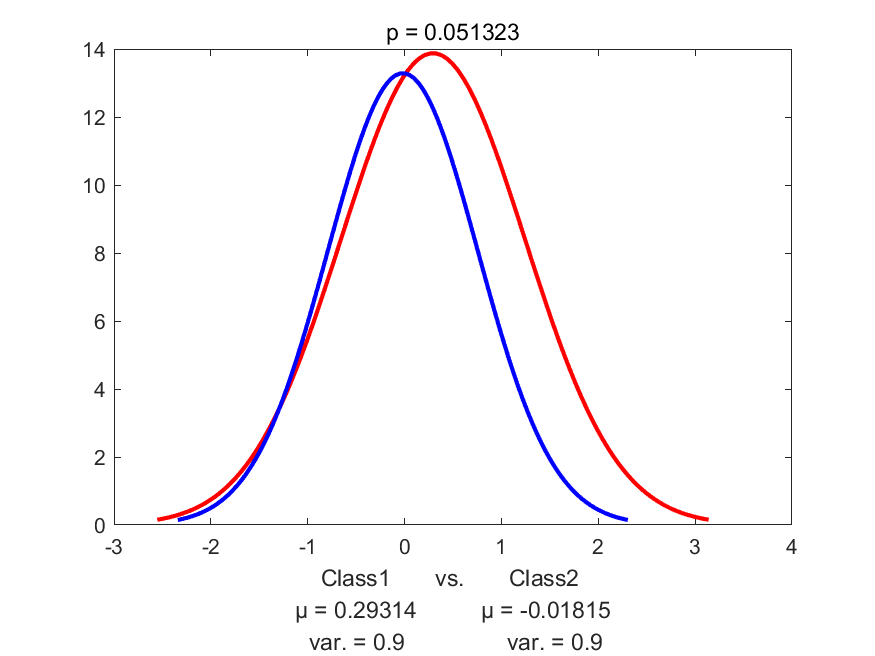 p = 0.051323
14
12
10
8
6
4
2
0
-3 -2 -1 0 1 2 3 4
Class1 vs. Class2
μ = 0.29314 μ = -0.01815
var. = 0.9 var. = 0.9